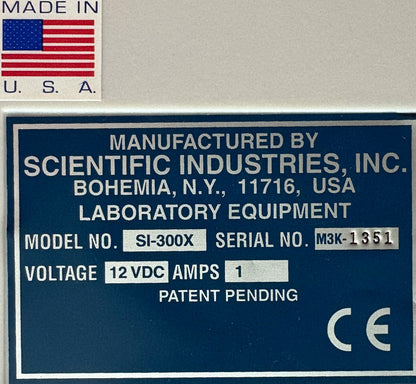 MADE IN
U. S. A.
MANUFACTURED BY
SCIENTIFIC INDUSTRIES, INC.
BOHEMIA, N.Y., 11716, USA
LABORATORY EQUIPMENT
MODEL NO. SI-300X SERIAL NO. M3K-1351
VOLTAGE 12 VDC AMPS 1
PATENT PENDING
CE